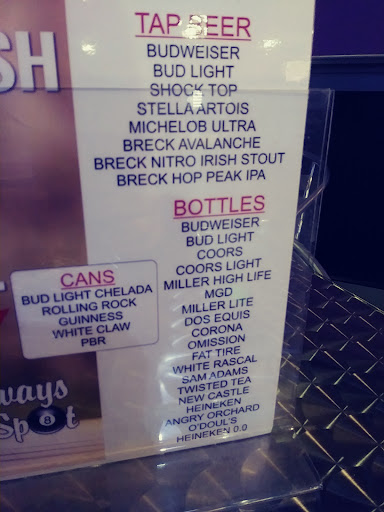 SH
TAP BEER
BUDWEISER
BUD LIGHT
SHOCK TOP
STELLA ARTOIS
MICHELOB ULTRA
BRECK AVALANCHE
BRECK NITRO IRISH STOUT
BRECK HOP PEAK IPA
BOTTLES
BUDWEISER
BUD LIGHT
COORS
COORS LIGHT
MILLER HIGH LIFE
MGD
MILLER LITE
DOS EQUIS
CORONA
OMISSION
FAT TIRE
WHITE RASCAL
SAM ADAMS
TWISTED TEA
NEW CASTLE
HEINEKEN
ANGRY ORCHARD
O'DOUL'S
HEINEKEN 0.0
CANS
BUD LIGHT CHELADA
ROLLING ROCK
GUINNESS
WHITE CLAW
PBR
ways
Spot
8